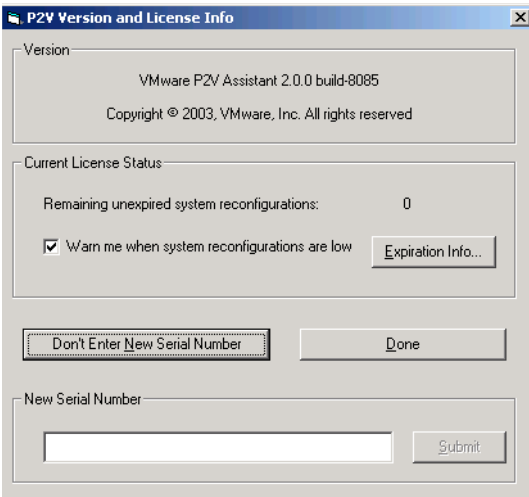 P2V Version and License Info
Version
VMware P2V Assistant 2.0.0 build-8085
Copyright © 2003, VMware, Inc. All rights reserved
Current License Status
Remaining unexpired system reconfigurations: 0
Warn me when system reconfigurations are low
Expiration Info...
Don't Enter New Serial Number
Done
New Serial Number
Submit